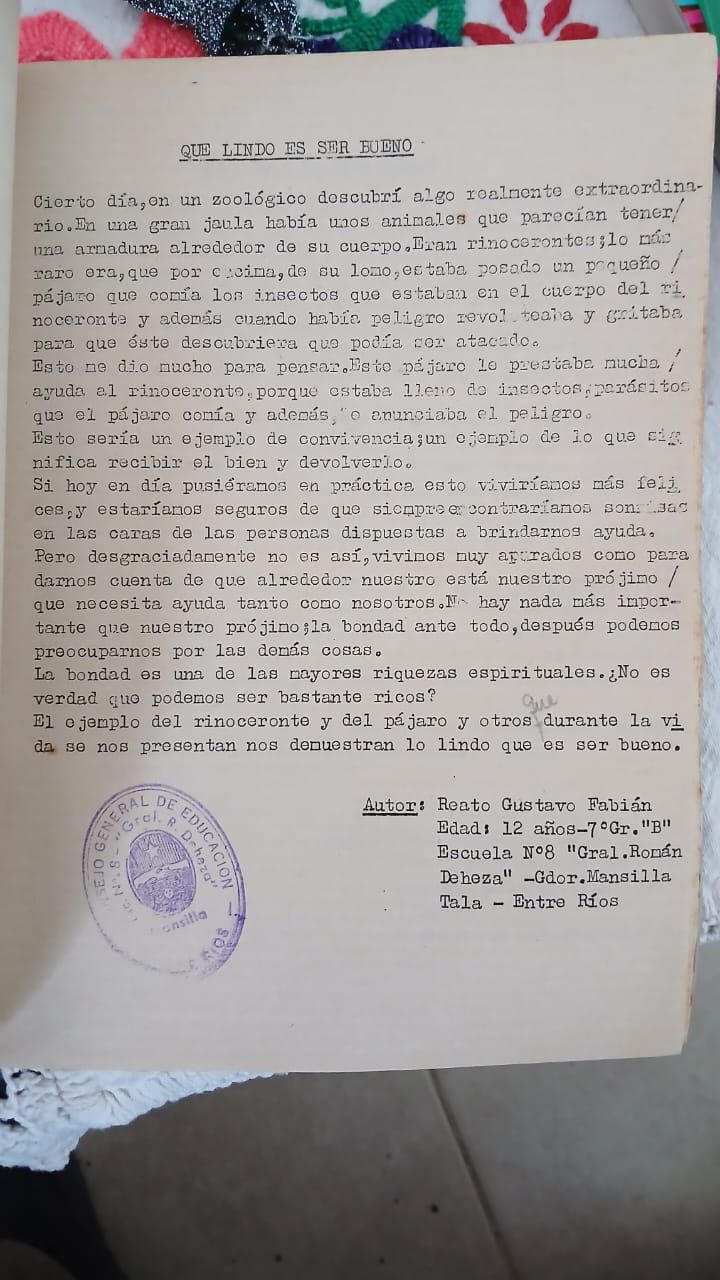 QUE LINDO ES SER BUENO
Cierto día,en un zoológico descubrí algo realmente extraordina-
rio.En una gran jaula había unos animales que parecían tener/
una armadura alrededor de su cuerpo.Eran rinocerontes;lo más
raro era,que por encima,de su lomo,estaba posado un pequeño /
pájaro que comía los insectos que estaban en el cuerpo del ri
noceronte y además cuando había peligro revoloteaba y gritaba
para que éste descubriera que podía ser atacado.
Esto me dio mucho para pensar.Este pájaro le prestaba mucha /
ayuda al rinoceronte,porque estaba lleno de insectos,parásitos
que el pájaro comía y además,le anunciaba el peligro.
Esto sería un ejemplo de convivencia;un ejemplo de lo que sig
nifica recibir el bien y devolverlo.
Si hoy en día pusiéramos en práctica esto viviríamos más feli
ces,y estaríamos seguros de que siempre encontraríamos sonrisas
en las caras de las personas dispuestas a brindarnos ayuda.
Pero desgraciadamente no es así,vivimos muy apurados como para
darnos cuenta de que alrededor nuestro está nuestro prójimo /
que necesita ayuda tanto como nosotros.No hay nada más impor-
tante que nuestro prójimo;la bondad ante todo,después podemos
preocuparnos por las demás cosas.
La bondad es una de las mayores riquezas espirituales.¿No es
verdad que podemos ser bastante ricos?
El ejemplo del rinoceronte y del pájaro y otros que durante la vi
da se nos presentan nos demuestran lo lindo que es ser bueno.
Autor: Reato Gustavo Fabián
Edad: 12 años-7°Gr."B"
Escuela N°8 "Gral.Román
Deheza" -Gdor.Mansilla
Tala - Entre Ríos
GENERAL DE EDUCACION
N°.8 - "Gral. R. Deheza"
RIOS